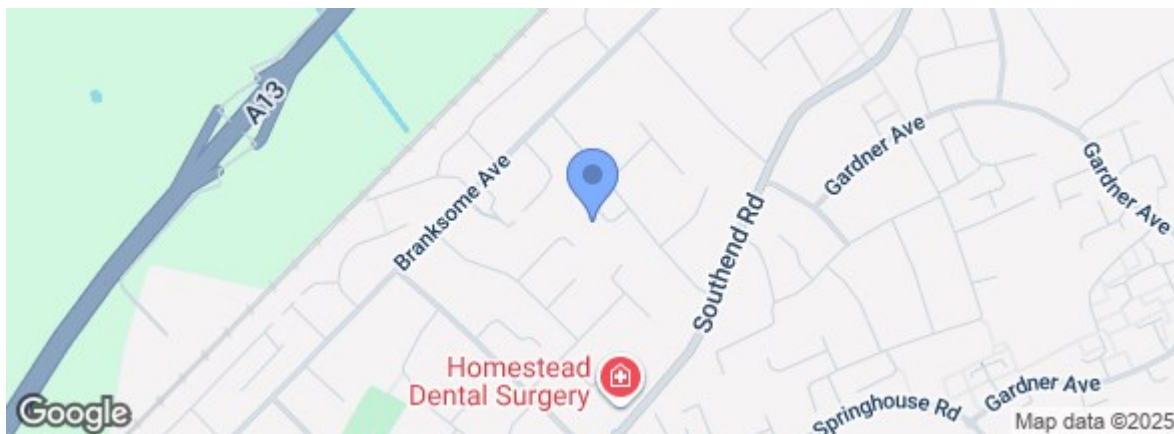 A13
Branksome Ave
Gardner Ave
Gardner Ave
Southend Rd
Homestead
Dental Surgery
Gardner Ave
Springhouse Rd
Google
Map data ©2025